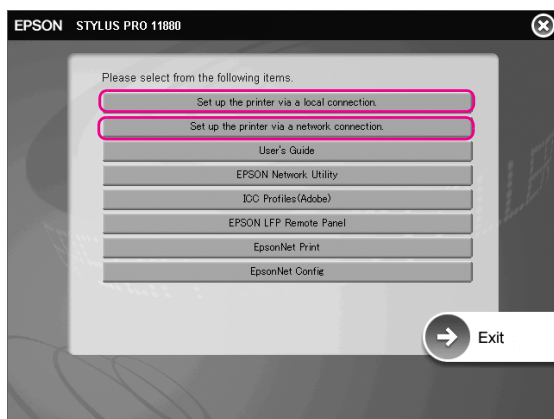 EPSON STYLUS PRO 11880
Please select from the following items.
Set up the printer via a local connection.
Set up the printer via a network connection.
User's Guide
EPSON Network Utility
ICC Profiles(Adobe)
EPSON LFP Remote Panel
EpsonNet Print
EpsonNet Config
Exit